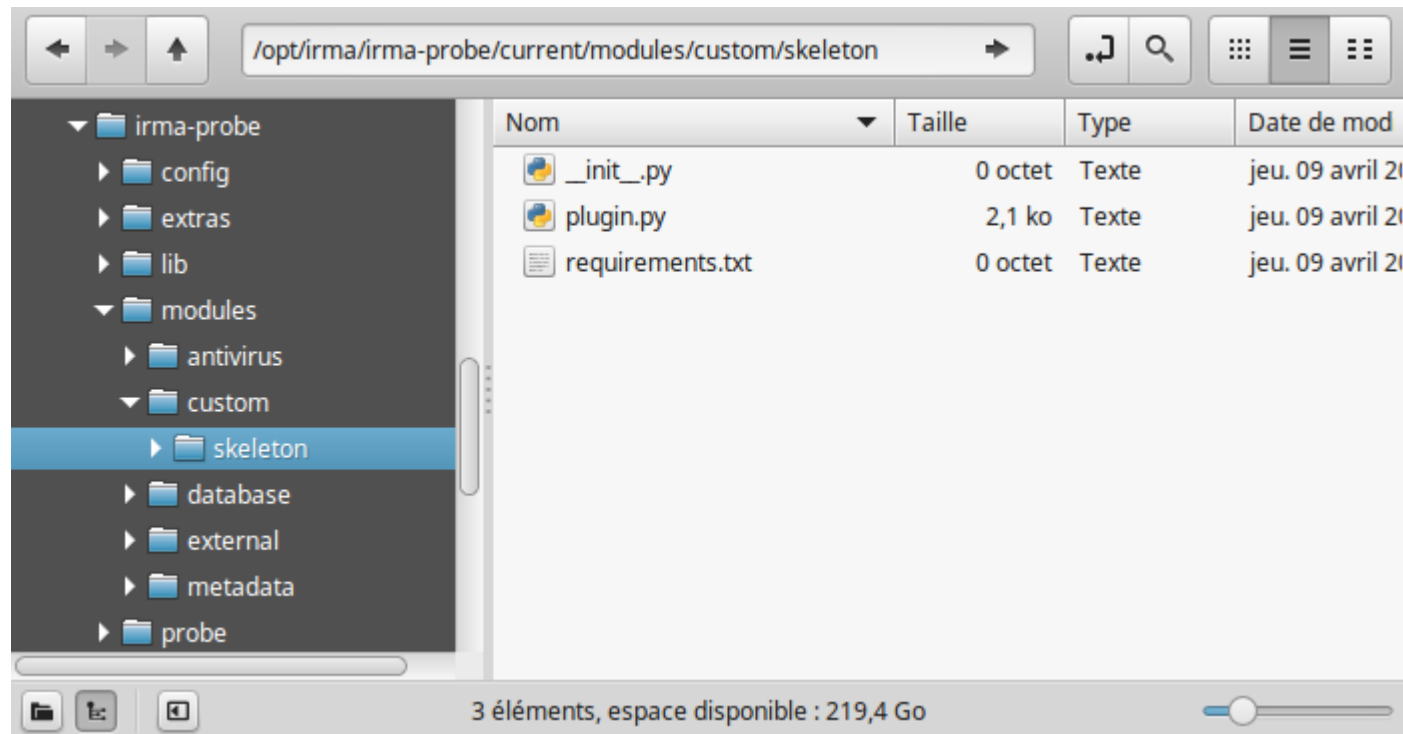 /opt/irma/irma-probe/current/modules/custom/skeleton
irma-probe
config
extras
lib
modules
antivirus
custom
skeleton
database
external
metadata
probe
Nom Taille Type Date de mod
__init__.py 0 octet Texte jeu. 09 avril
plugin.py 2,1 ko Texte jeu. 09 avril
requirements.txt 0 octet Texte jeu. 09 avril
3 éléments, espace disponible : 219,4 Go